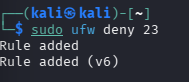 ┌──(kali㉿kali)-[~]
└─$ sudo ufw deny 23
Rule added
Rule added (v6)